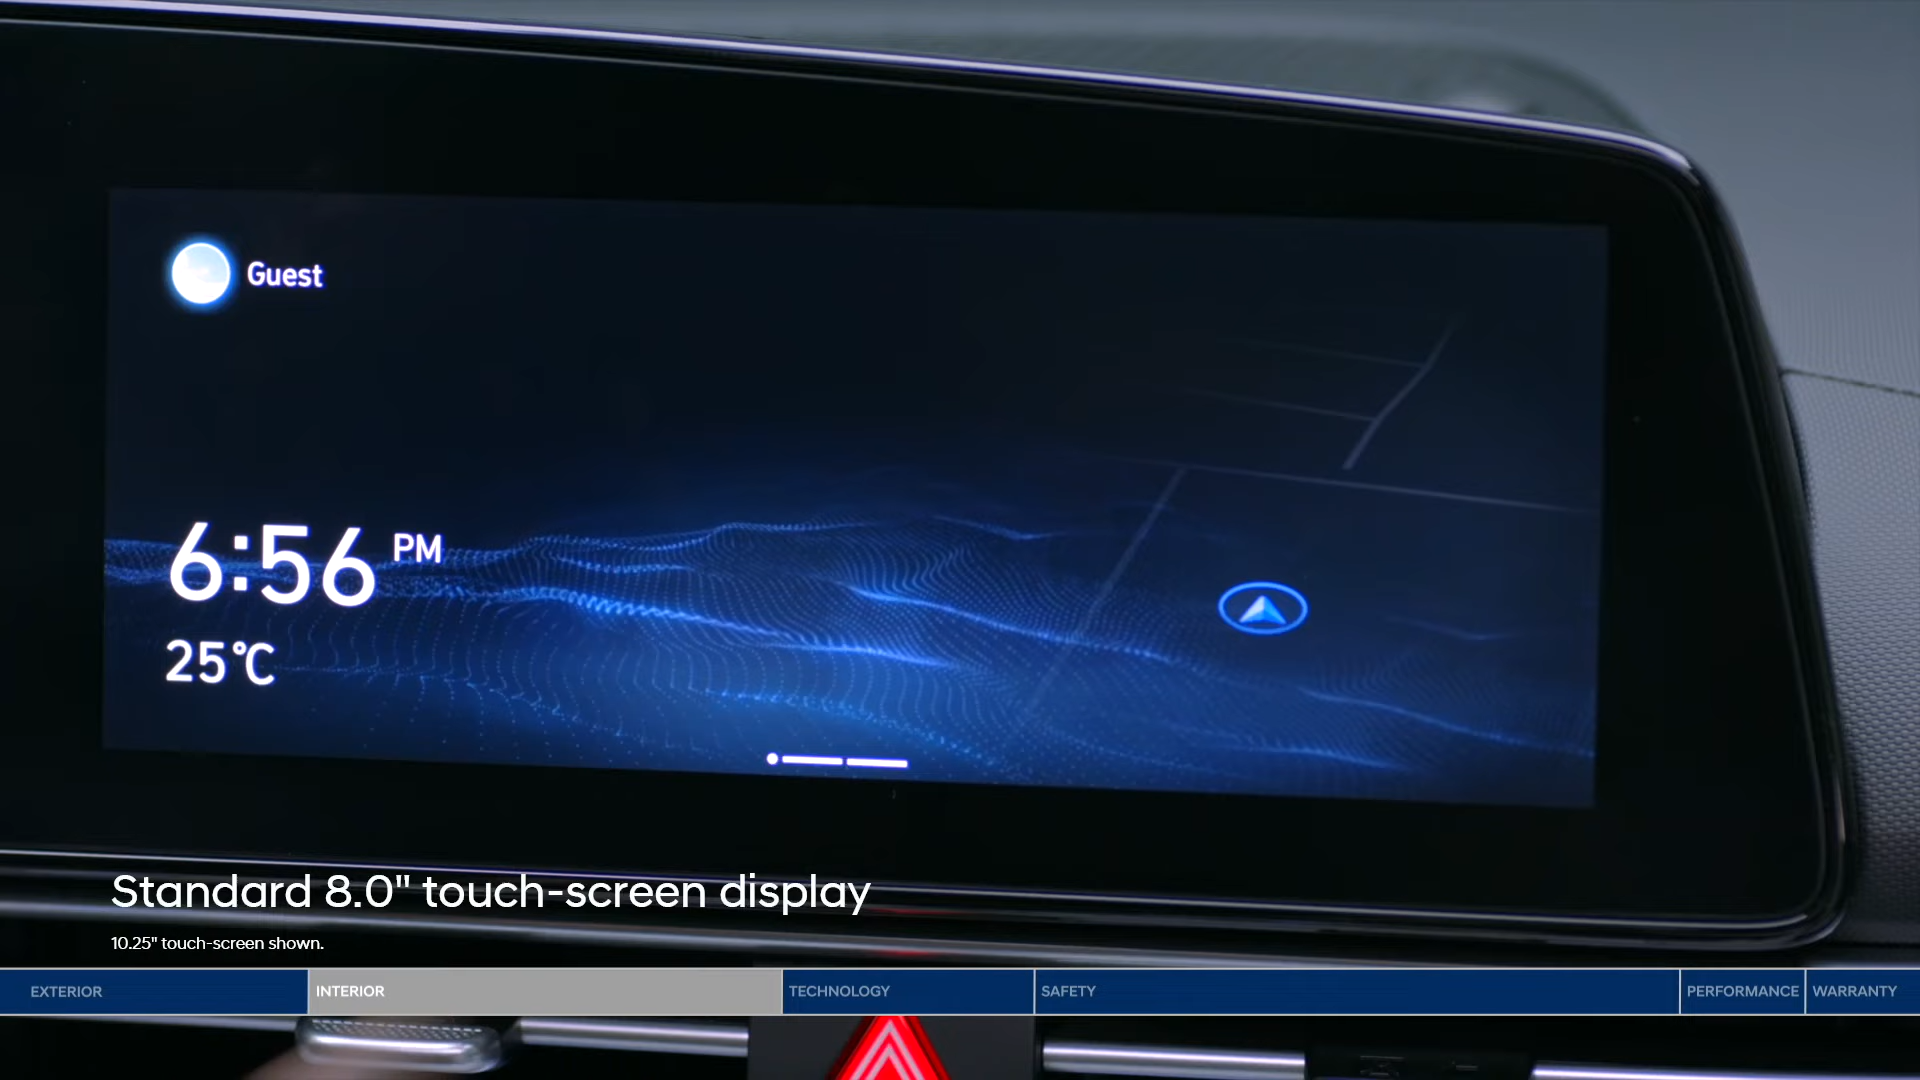 Guest
6:56 PM
25°C
Standard 8.0" touch-screen display
10.25" touch-screen shown.
EXTERIOR
INTERIOR
TECHNOLOGY
SAFETY
PERFORMANCE
WARRANTY